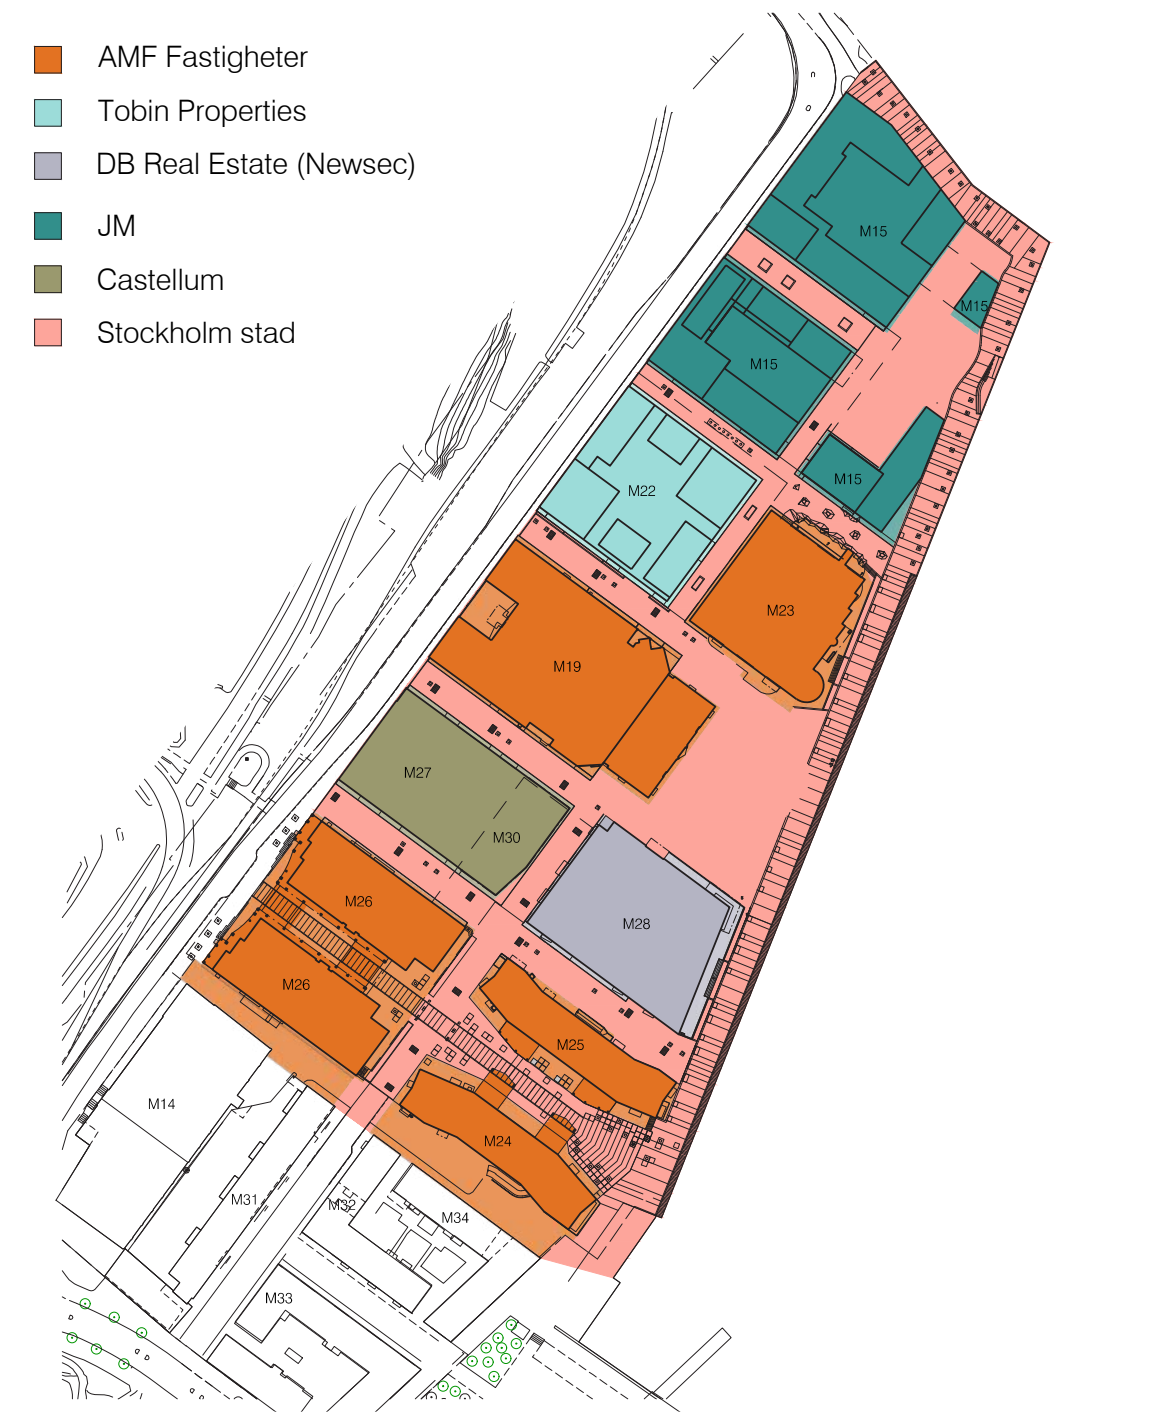 AMF Fastigheter
Tobin Properties
DB Real Estate (Newsec)
JM
Castellum
Stockholm stad
M15
M15
M15
M15
M22
M23
M19
M27
M30
M26
M28
M26
M25
M14
M24
M31
M32
M34
M33